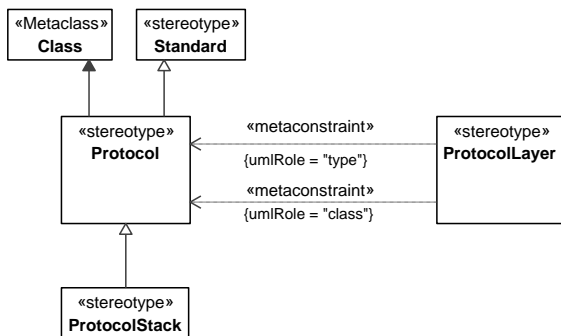 «Metaclass»
Class
«stereotype»
Standard
«stereotype»
Protocol
«metaconstraint»
{umlRole = "type"}
«metaconstraint»
{umlRole = "class"}
«stereotype»
ProtocolLayer
«stereotype»
ProtocolStack